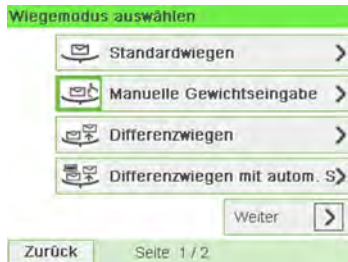 Wiegemodus auswählen
Standardwiegen
Manuelle Gewichtseingabe
Differenzwiegen
Differenzwiegen mit autom. S
Weiter
Zurück Seite 1/2